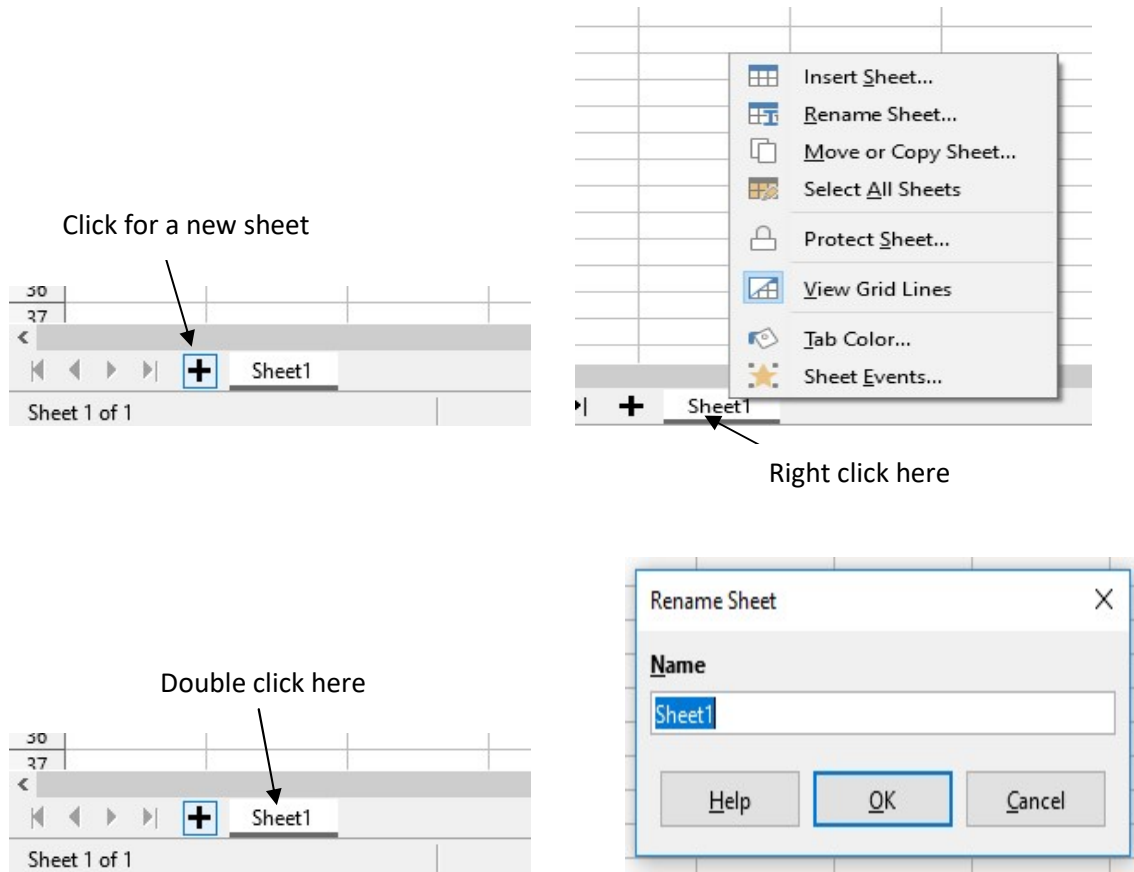 Click for a new sheet
36
37
Sheet1
Sheet 1 of 1
Insert Sheet...
Rename Sheet...
Move or Copy Sheet...
Select All Sheets
Protect Sheet...
View Grid Lines
Tab Color...
Sheet Events...
Sheet1
Right click here
Double click here
36
37
Sheet1
Sheet 1 of 1
Rename Sheet
Name
Sheet1
Help OK Cancel